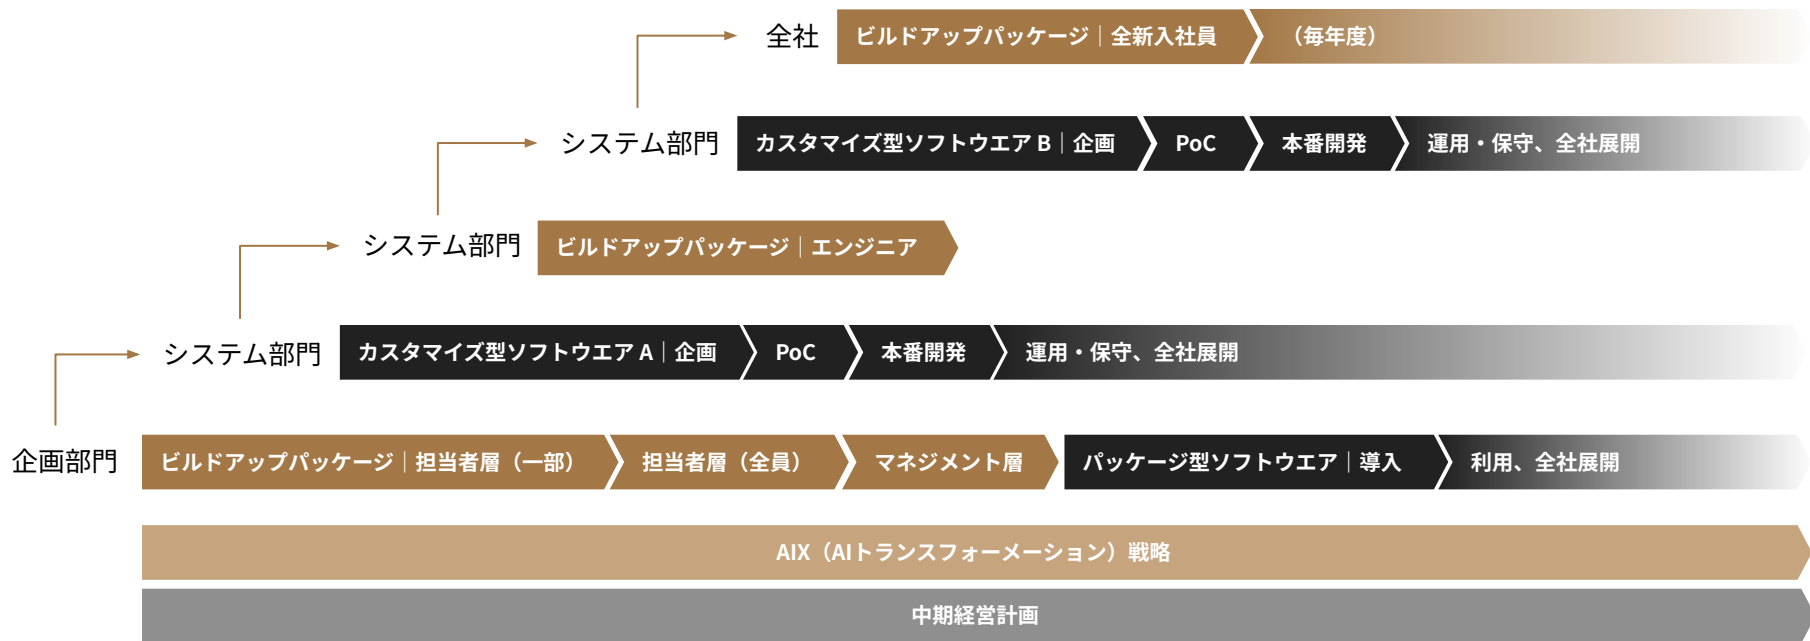 全社 ビルドアップパッケージ｜全新入社員 （毎年度）
システム部門 カスタマイズ型ソフトウエア B｜企画 PoC 本番開発 運用・保守、全社展開
システム部門 ビルドアップパッケージ｜エンジニア
システム部門 カスタマイズ型ソフトウエア A｜企画 PoC 本番開発 運用・保守、全社展開
企画部門 ビルドアップパッケージ｜担当者層（一部） 担当者層（全員） マネジメント層 パッケージ型ソフトウエア｜導入 利用、全社展開
AIX（AIトランスフォーメーション）戦略
中期経営計画